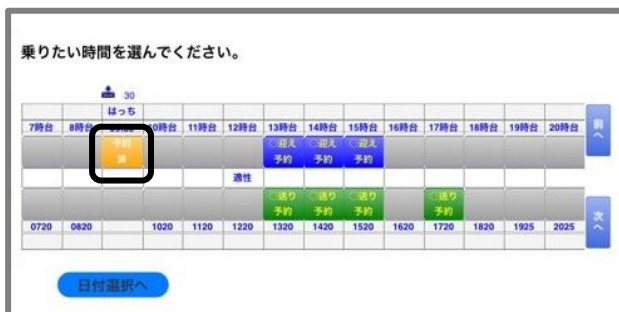 乗りたい時間を選んでください。
30
はっち
7時台 8時台 10時台 11時台 12時台 13時台 14時台 15時台 16時台 17時台 18時台 19時台 20時台
予約 ○迎え ○迎え ○迎え
済 予約 予約 予約
前へ
適性
○送り ○送り ○送り ○送り
予約 予約 予約 予約
次へ
0720 0820 1020 1120 1220 1320 1420 1520 1620 1720 1820 1925 2025
日付選択へ